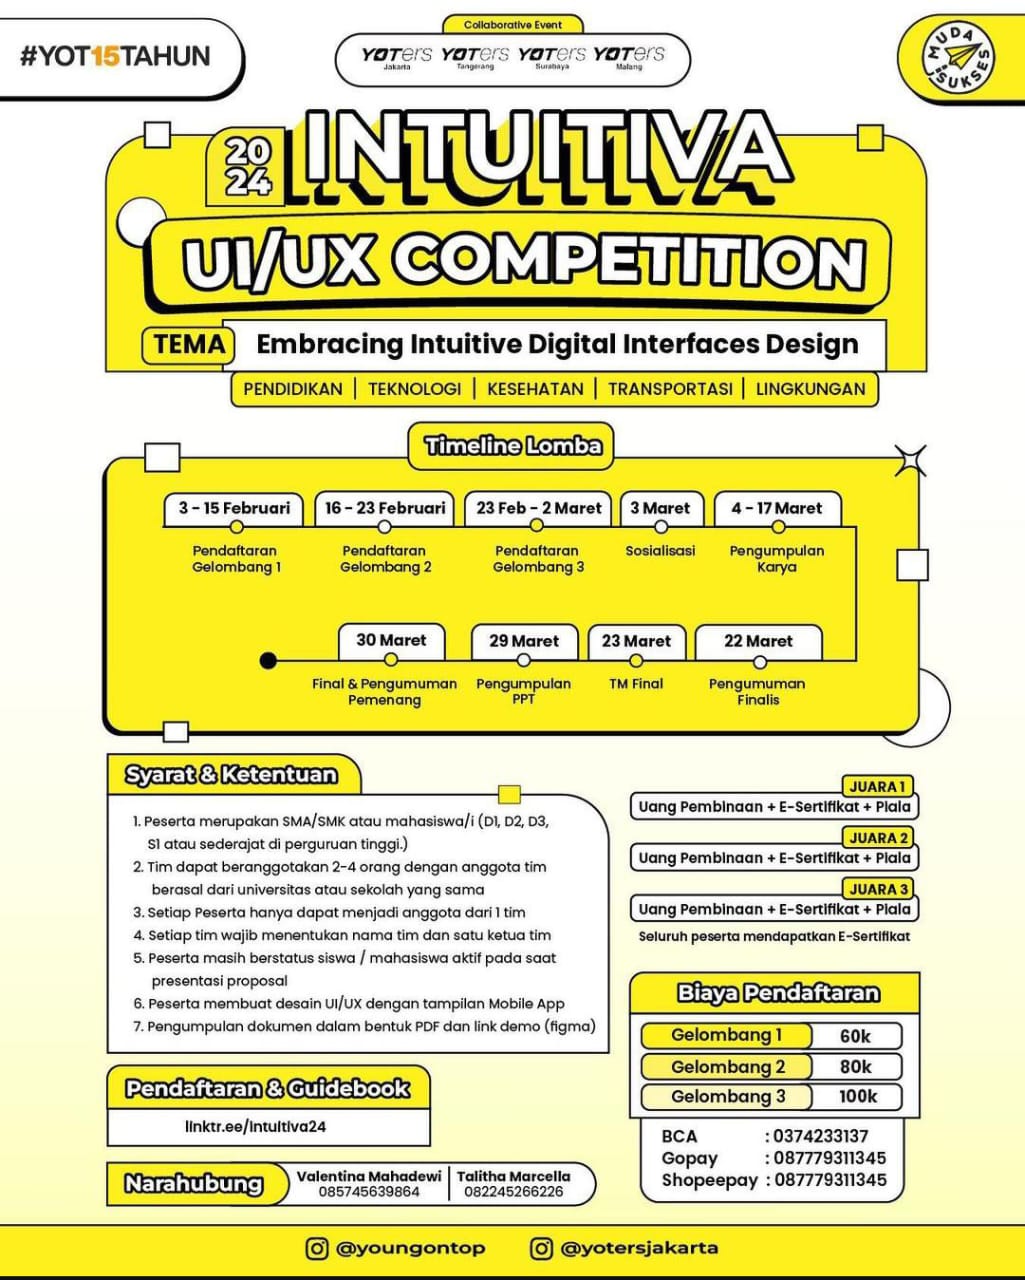 #YOT15TAHUN
Collaborative Event
YOTers Jakarta
YOTers Tangerang
YOTers Surabaya
YOTers Malang
MUDA SUKSES
2024
INTUITIVA
UI/UX COMPETITION
TEMA
Embracing Intuitive Digital Interfaces Design
PENDIDIKAN | TEKNOLOGI | KESEHATAN | TRANSPORTASI | LINGKUNGAN
Timeline Lomba
3 - 15 Februari
Pendaftaran
Gelombang 1
16 - 23 Februari
Pendaftaran
Gelombang 2
23 Feb - 2 Maret
Pendaftaran
Gelombang 3
3 Maret
Sosialisasi
4 - 17 Maret
Pengumpulan
Karya
22 Maret
Pengumuman
Finalis
23 Maret
TM Final
29 Maret
Pengumpulan
PPT
30 Maret
Final & Pengumuman
Pemenang
Syarat & Ketentuan
1. Peserta merupakan SMA/SMK atau mahasiswa/i (D1, D2, D3,
S1 atau sederajat di perguruan tinggi.)
2. Tim dapat beranggotakan 2-4 orang dengan anggota tim
berasal dari universitas atau sekolah yang sama
3. Setiap Peserta hanya dapat menjadi anggota dari 1 tim
4. Setiap tim wajib menentukan nama tim dan satu ketua tim
5. Peserta masih berstatus siswa / mahasiswa aktif pada saat
presentasi proposal
6. Peserta membuat desain UI/UX dengan tampilan Mobile App
7. Pengumpulan dokumen dalam bentuk PDF dan link demo (figma)
JUARA 1
Uang Pembinaan + E-Sertifikat + Piala
JUARA 2
Uang Pembinaan + E-Sertifikat + Piala
JUARA 3
Uang Pembinaan + E-Sertifikat + Piala
Seluruh peserta mendapatkan E-Sertifikat
Biaya Pendaftaran
Gelombang 1 60k
Gelombang 2 80k
Gelombang 3 100k
BCA : 0374233137
Gopay : 087779311345
Shopeepay : 087779311345
Pendaftaran & Guidebook
linktr.ee/intuitiva24
Narahubung
Valentina Mahadewi
085745639864
Talitha Marcella
082245266226
@youngontop
@yotersjakarta